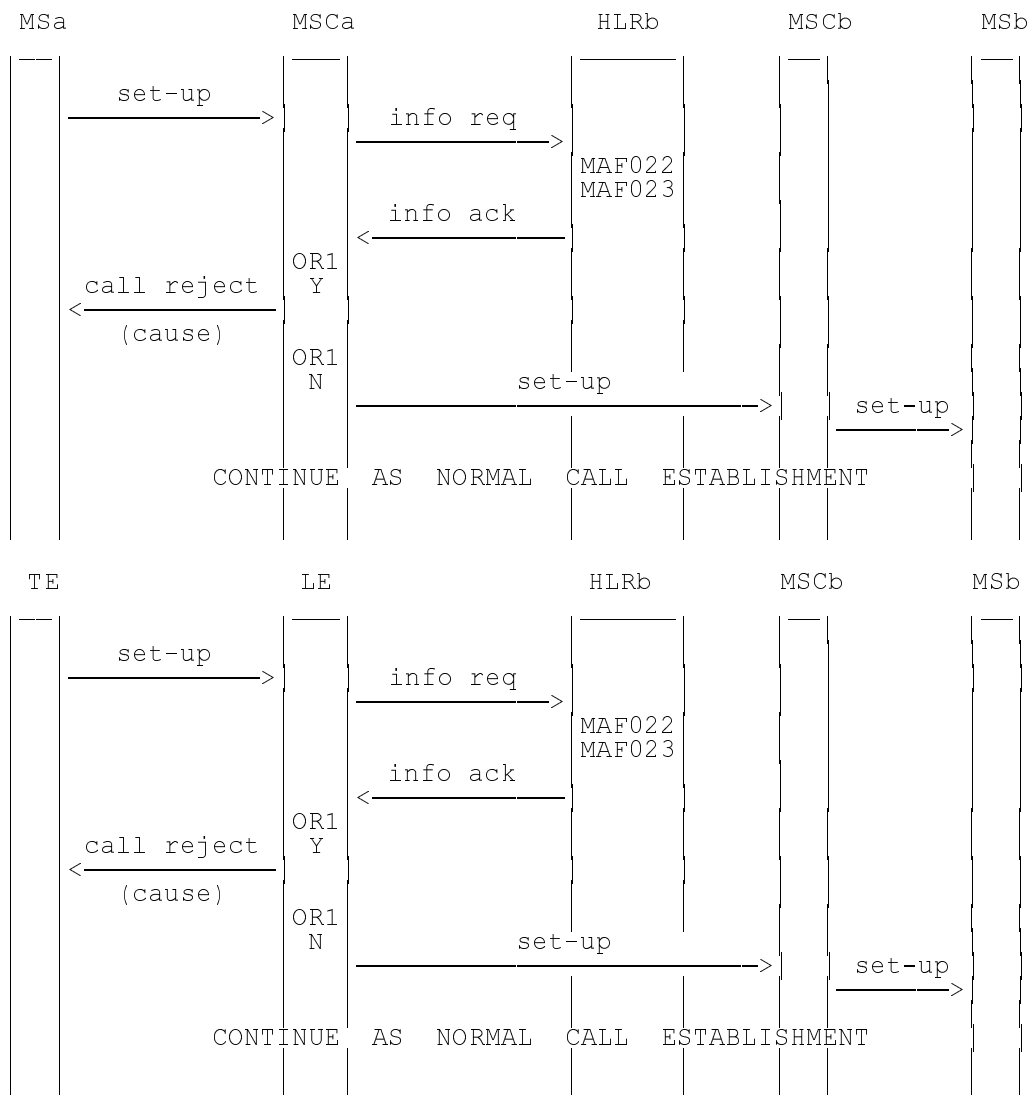 MSa MSCa HLRb MSCb MSb
set-up
info req
MAF022
MAF023
info ack
OR1
Y
call reject
(cause)
OR1
N
set-up
set-up
CONTINUE AS NORMAL CALL ESTABLISHMENT
TE LE HLRb MSCb MSb
set-up
info req
MAF022
MAF023
info ack
OR1
Y
call reject
(cause)
OR1
N
set-up
set-up
CONTINUE AS NORMAL CALL ESTABLISHMENT